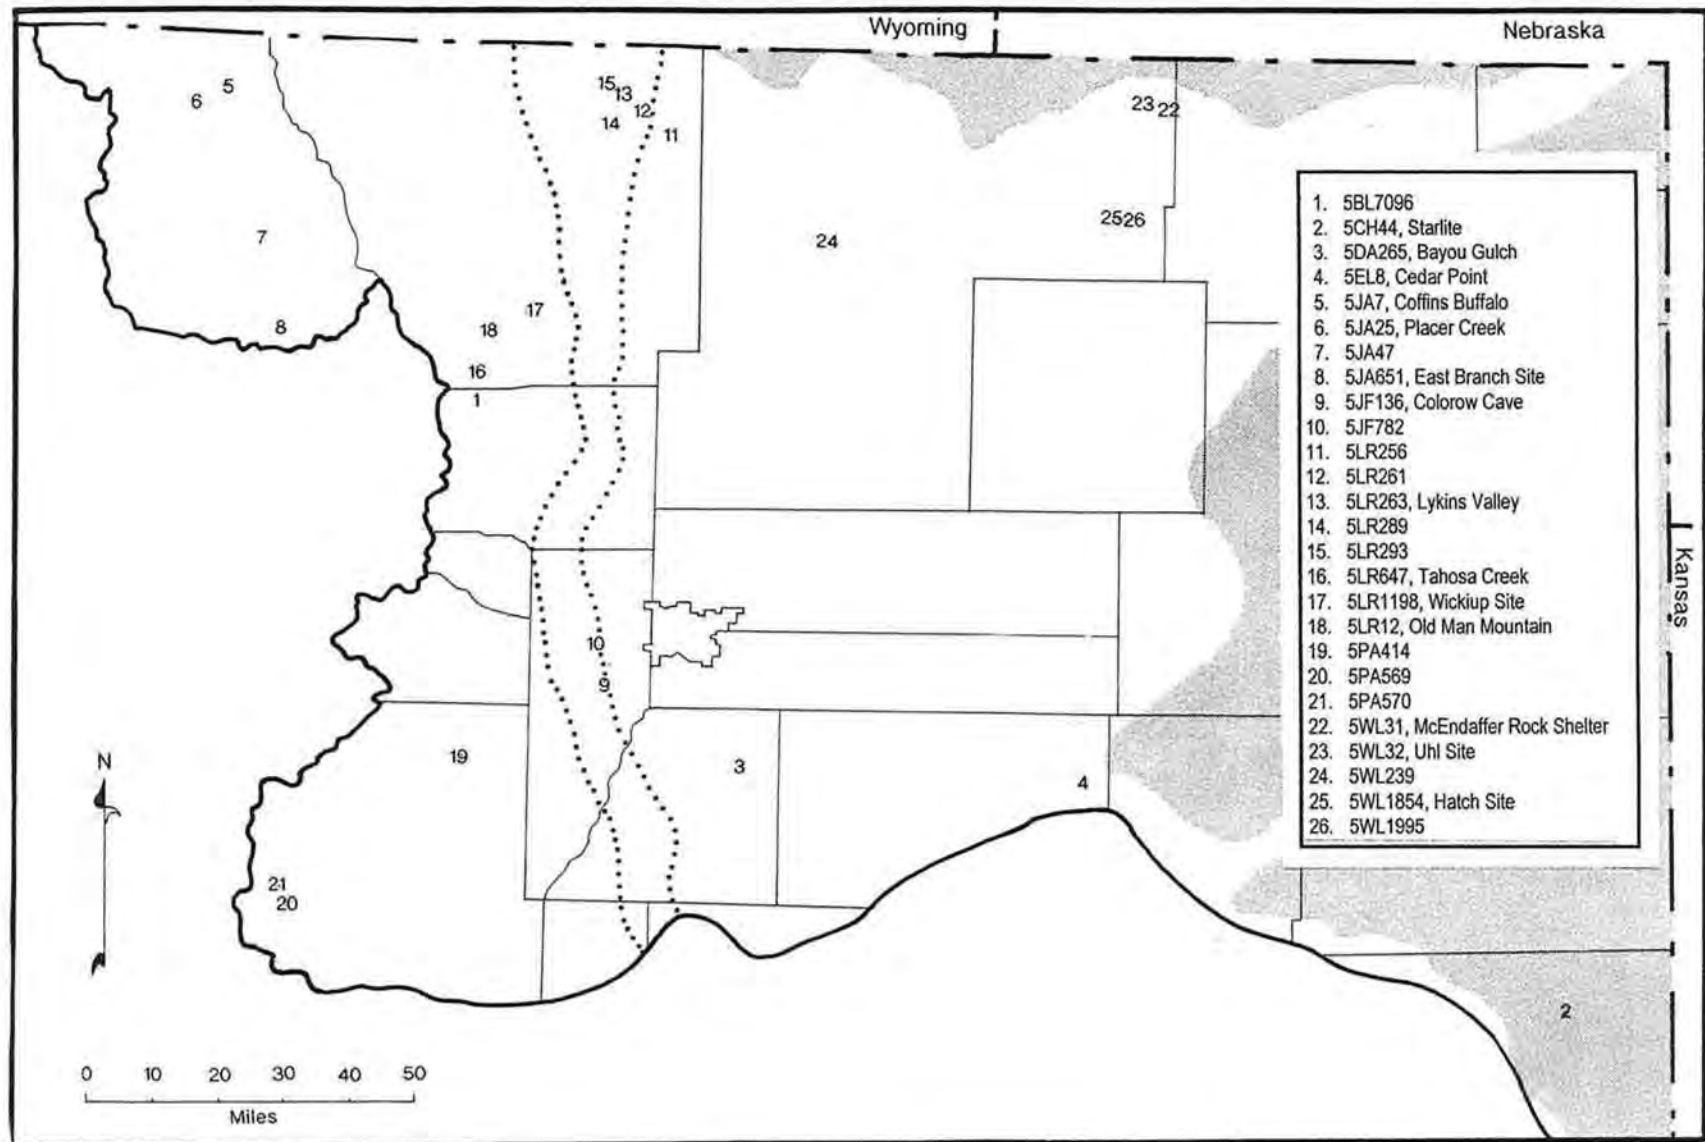 Wyoming
Nebraska
5
6
15
13
12
14
11
23
22
7
24
25
26
17
18
8
16
1
10
9
19
3
4
21
20
2
Kansas
1. 5BL7096
2. 5CH44, Starlite
3. 5DA265, Bayou Gulch
4. 5EL8, Cedar Point
5. 5JA7, Coffins Buffalo
6. 5JA25, Placer Creek
7. 5JA47
8. 5JA651, East Branch Site
9. 5JF136, Colorow Cave
10. 5JF782
11. 5LR256
12. 5LR261
13. 5LR263, Lykins Valley
14. 5LR289
15. 5LR293
16. 5LR647, Tahosa Creek
17. 5LR1198, Wickiup Site
18. 5LR12, Old Man Mountain
19. 5PA414
20. 5PA569
21. 5PA570
22. 5WL31, McEndaffer Rock Shelter
23. 5WL32, Uhl Site
24. 5WL239
25. 5WL1854, Hatch Site
26. 5WL1995
N
0 10 20 30 40 50
Miles